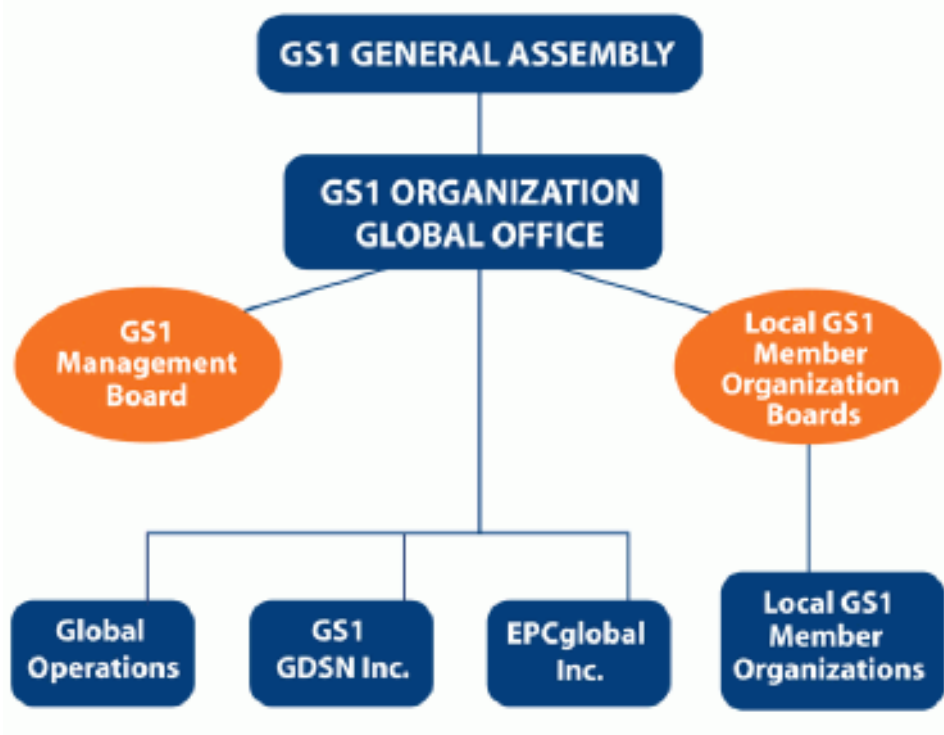 GS1 GENERAL ASSEMBLY
GS1 ORGANIZATION
GLOBAL OFFICE
GS1
Management
Board
Local GS1
Member
Organization
Boards
Global
Operations
GS1
GDSN Inc.
EPCglobal
Inc.
Local GS1
Member
Organizations